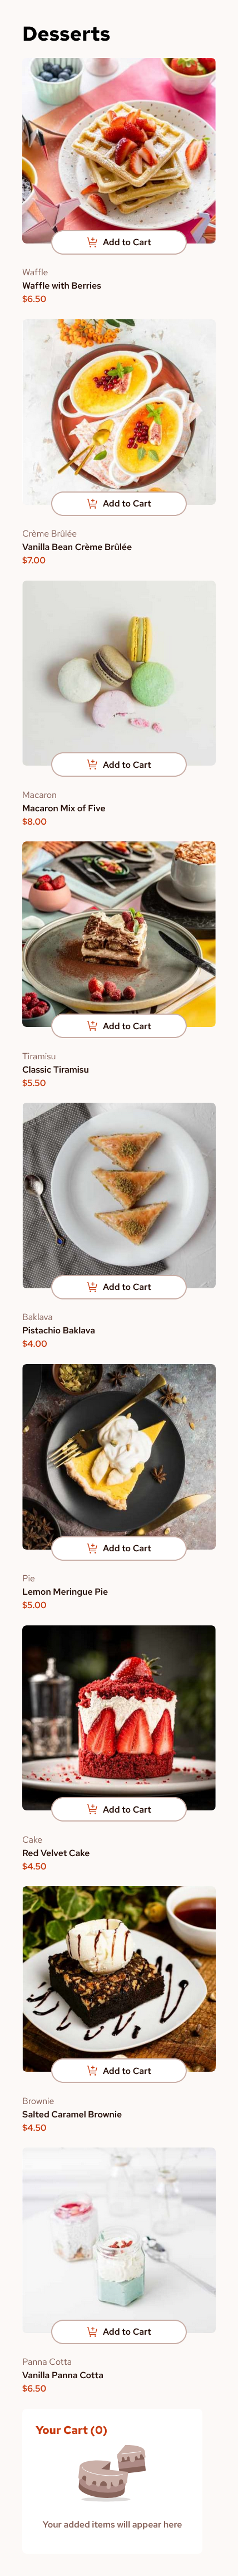 Desserts
Add to Cart
Waffle
Waffle with Berries
$6.50
Add to Cart
Crème Brûlée
Vanilla Bean Crème Brûlée
$7.00
Add to Cart
Macaron
Macaron Mix of Five
$8.00
Add to Cart
Tiramisu
Classic Tiramisu
$5.50
Add to Cart
Baklava
Pistachio Baklava
$4.00
Add to Cart
Pie
Lemon Meringue Pie
$5.00
Add to Cart
Cake
Red Velvet Cake
$4.50
Add to Cart
Brownie
Salted Caramel Brownie
$4.50
Add to Cart
Panna Cotta
Vanilla Panna Cotta
$6.50
Your Cart (0)
Your added items will appear here